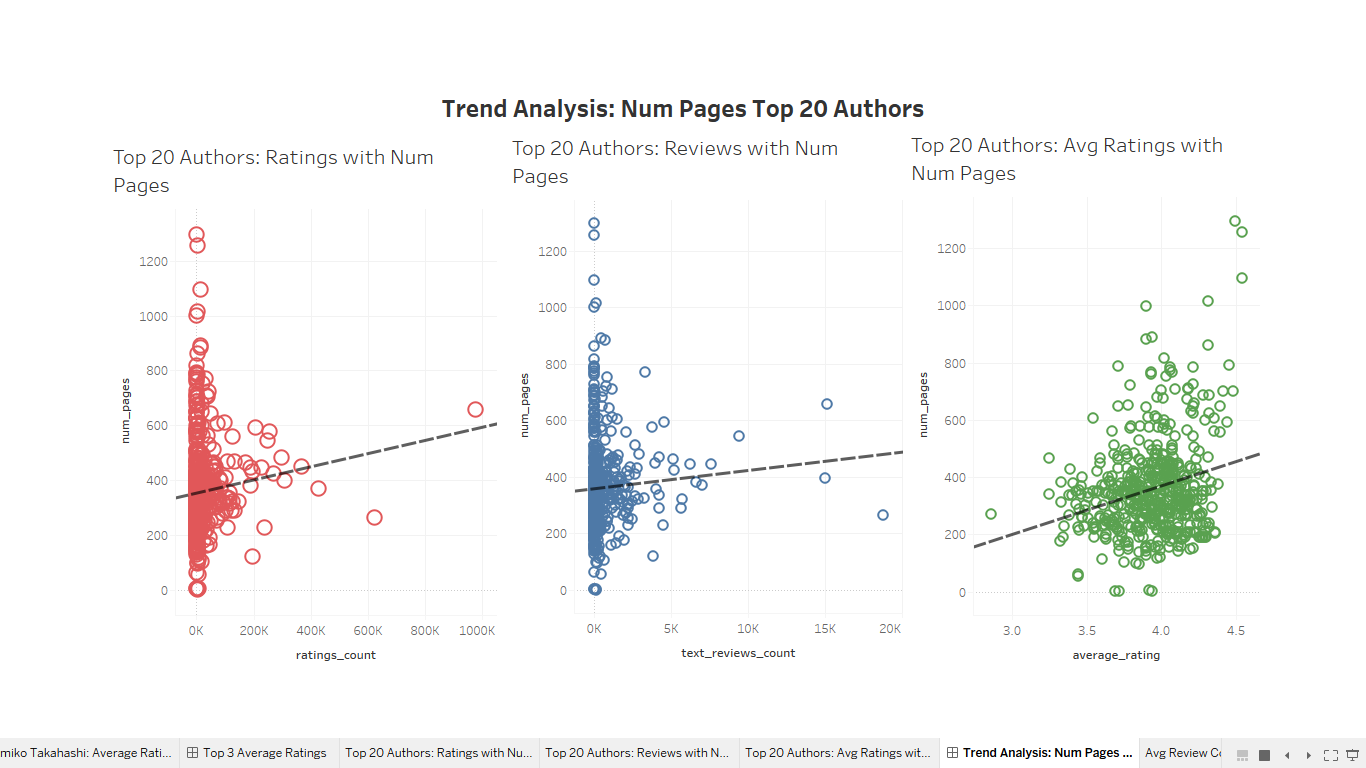 Trend Analysis: Num Pages Top 20 Authors
Top 20 Authors: Ratings with Num
Pages
num_pages
1200
1000
800
600
400
200
0
0K
200K
400K
600K
800K
1000K
ratings_count
Top 20 Authors: Reviews with Num
Pages
num_pages
1200
1000
800
600
400
200
0
0K
5K
10K
15K
20K
text_reviews_count
Top 20 Authors: Avg Ratings with
Num Pages
num_pages
1200
1000
800
600
400
200
0
3.0
3.5
4.0
4.5
average_rating
miko Takahashi: Average Rati...
Top 3 Average Ratings
Top 20 Authors: Ratings with Nu...
Top 20 Authors: Reviews with N...
Top 20 Authors: Avg Ratings wit...
Trend Analysis: Num Pages ...
Avg Review Co